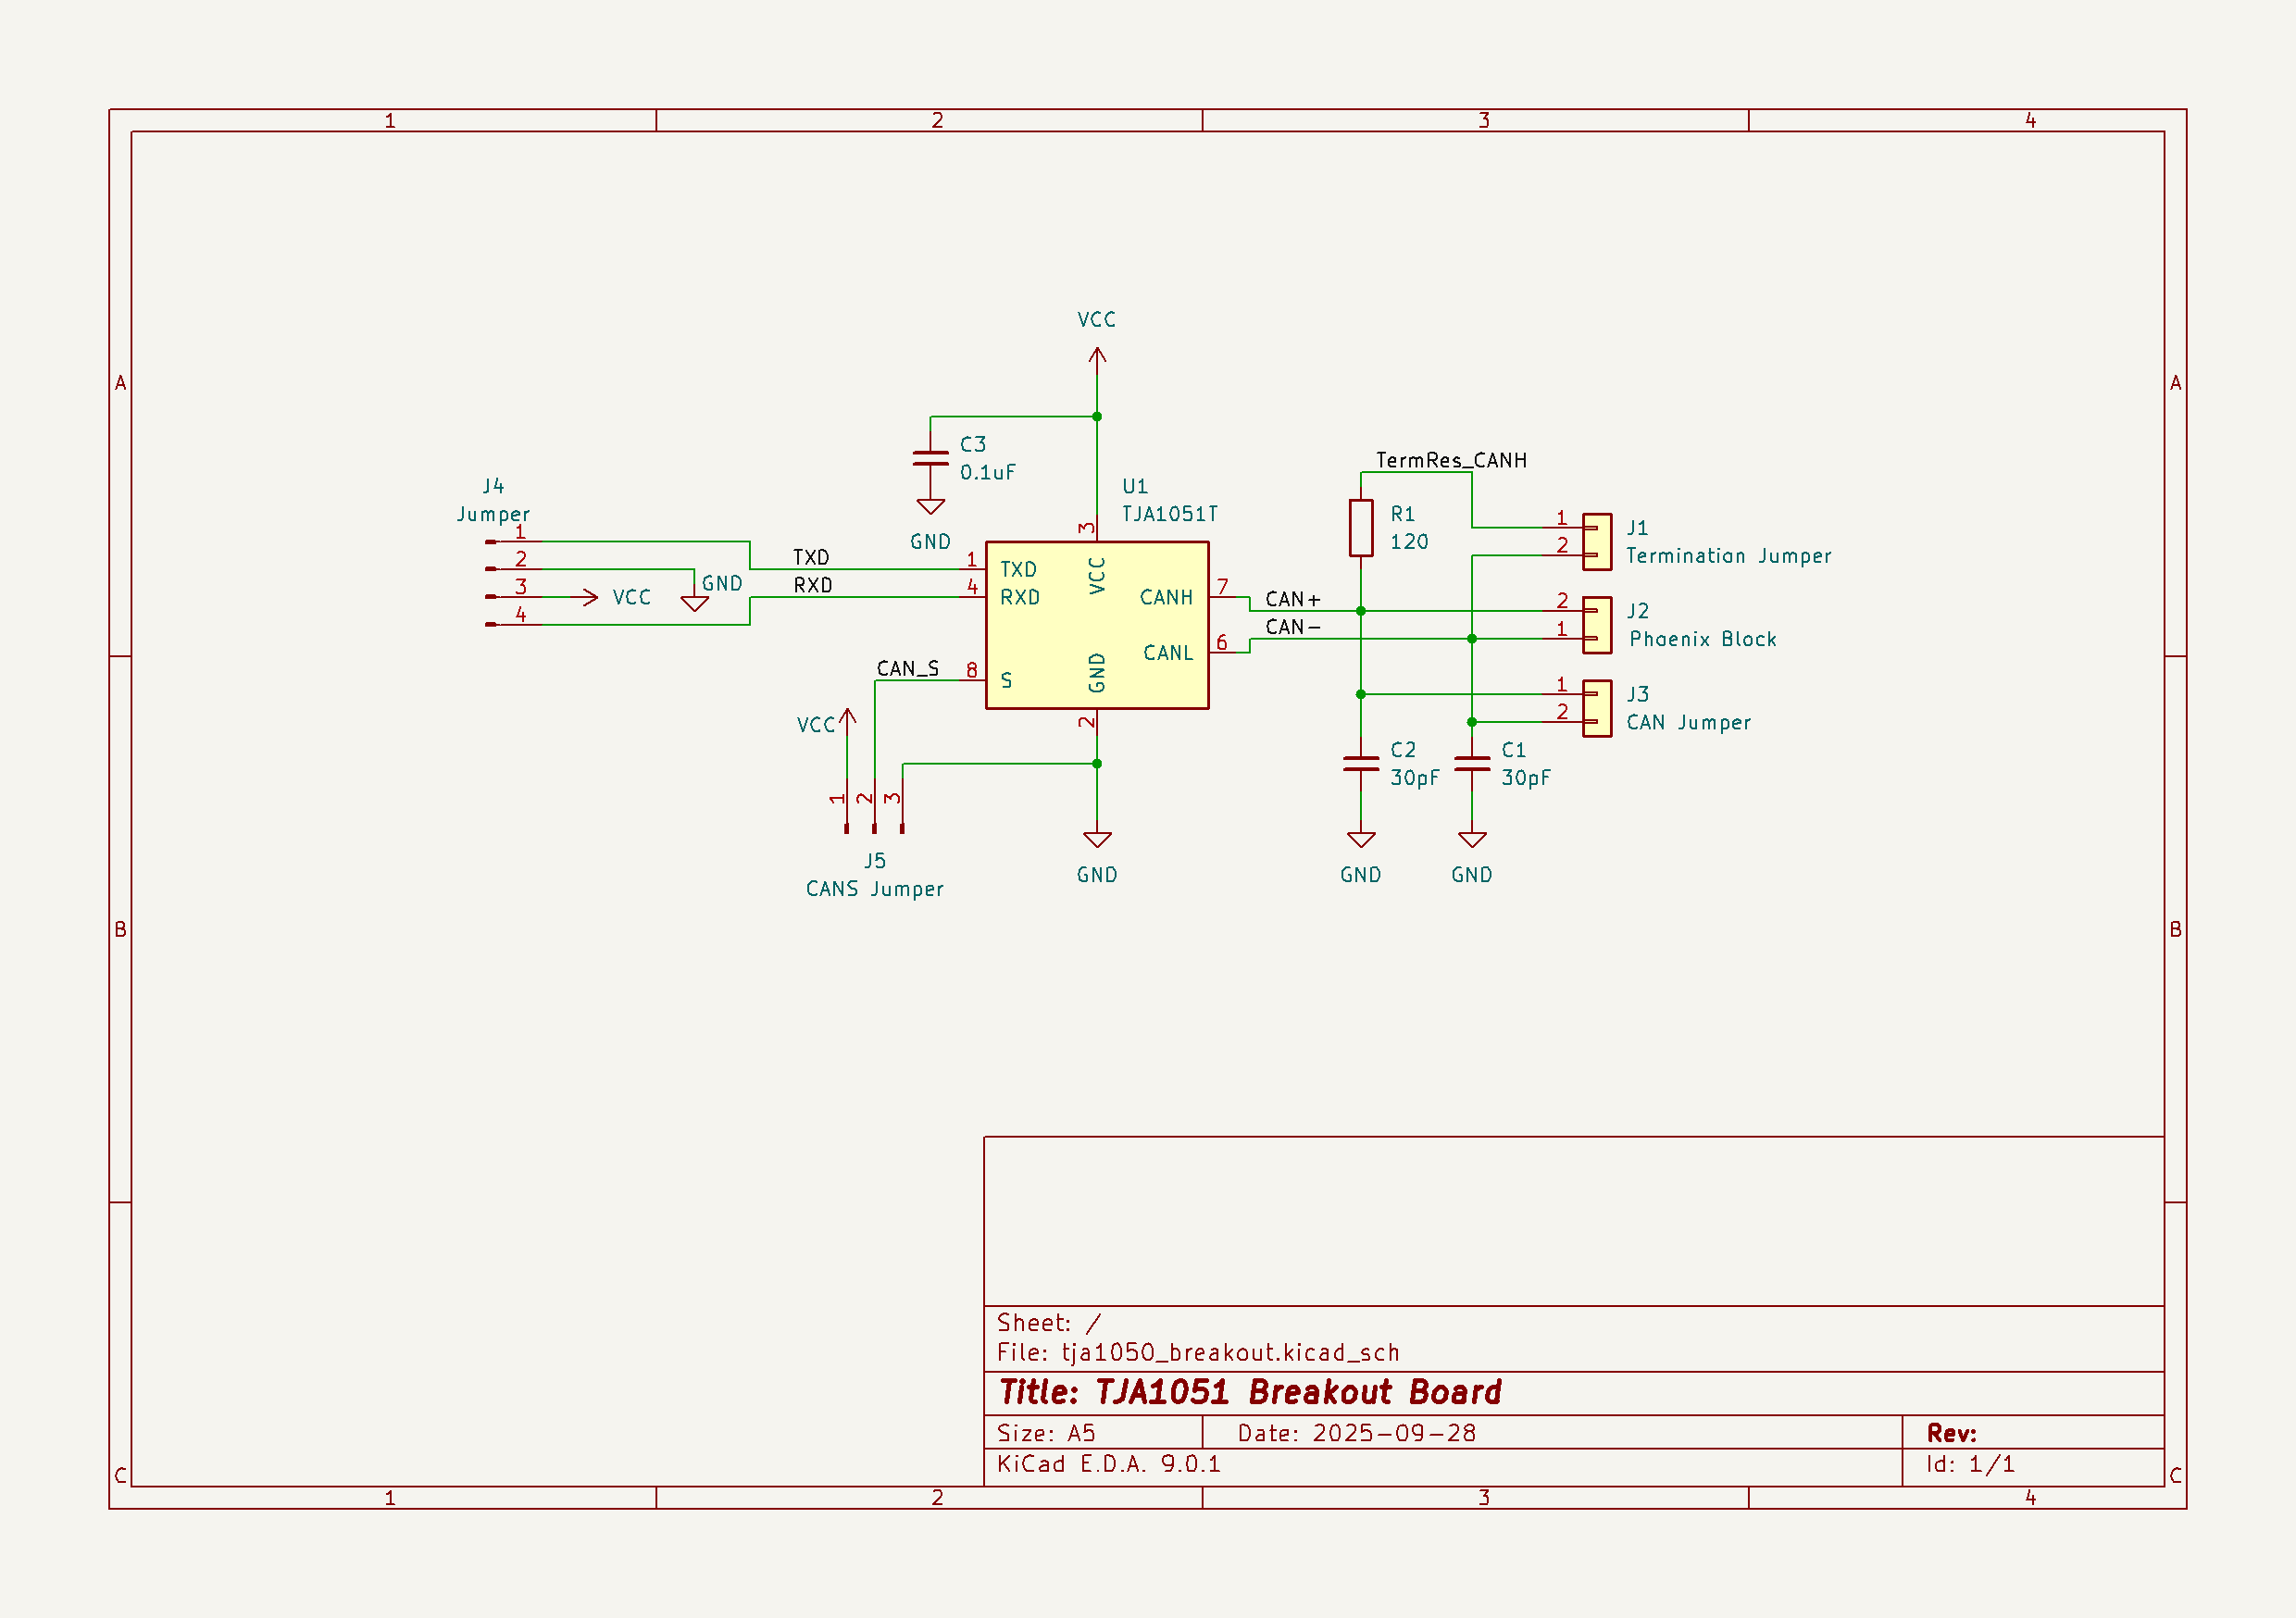 1 2 3 4
A A
VCC
C3
0.1uF
GND
J4
Jumper
1
2
3
4
VCC
GND
TXD
RXD
U1
TJA1051T
3
1 TXD
4 RXD
VCC
CANH 7
CANL 6
GND
8 S
2
CAN_S
CAN+
CAN-
TermRes_CANH
R1
120
1
2
J1
Termination Jumper
2
1
J2
Phoenix Block
1
2
J3
CAN Jumper
VCC
1 2 3
J5
CANS Jumper
GND
C2
30pF
C1
30pF
GND
GND
B B
Sheet: /
File: tja1050_breakout.kicad_sch
Title: TJA1051 Breakout Board
Size: A5 Date: 2025-09-28 Rev:
KiCad E.D.A. 9.0.1 Id: 1/1
C C
1 2 3 4